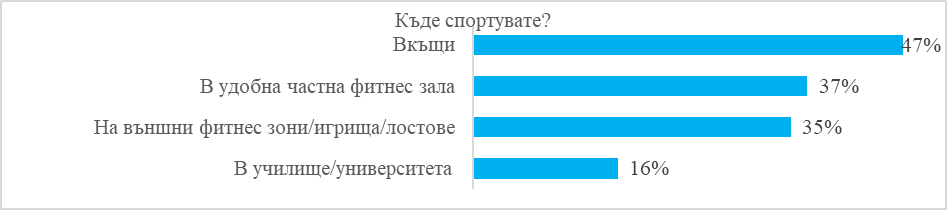 Къде спортувате?
Вкъщи 47%
В удобна частна фитнес зала 37%
На външни фитнес зони/игрища/лостове 35%
В училище/университета 16%